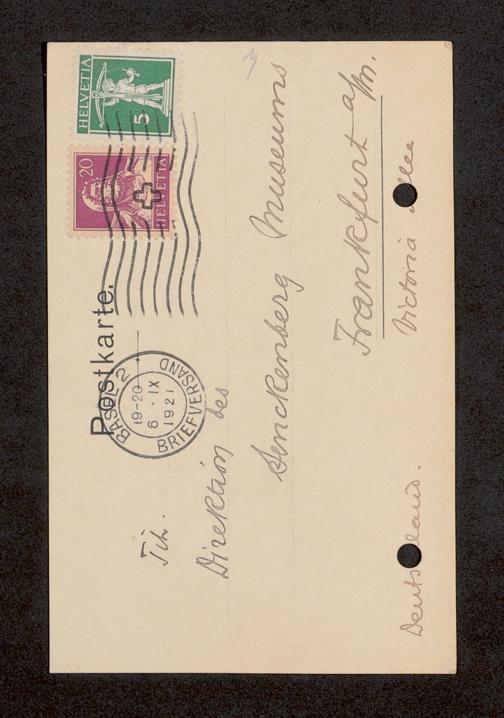 HELVETIA
5
20
HELVETIA
Postkarte.
BASEL 2
19-20
6. IX
1921
BRIEFVERSAND
Tit.
Direktion des
Senckenberg Museums
Frankfurt a/M.
Victoria Allee
Deutschland.